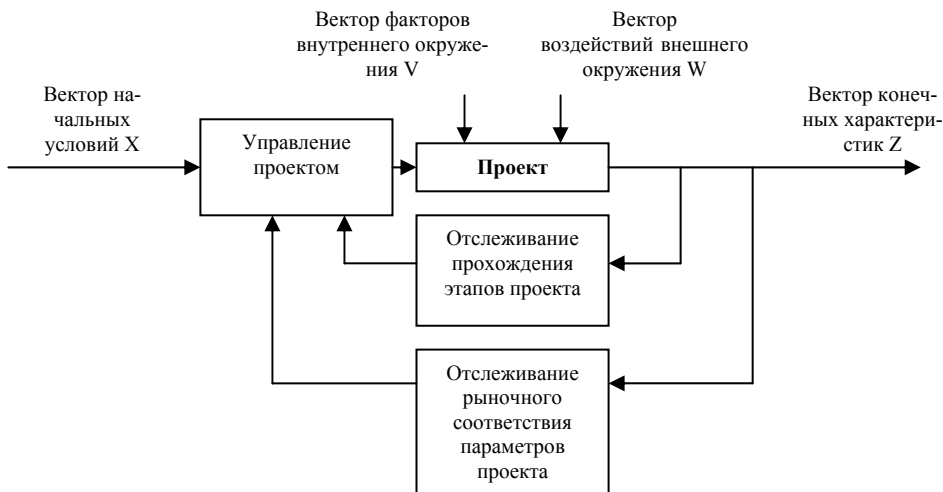 Вектор факторов
внутреннего окруже-
ния V
Вектор
воздействий внешнего
окружения W
Вектор на-
чальных
условий X
Вектор конеч-
ных характери-
стик Z
Управление
проектом
Проект
Отслеживание
прохождения
этапов проекта
Отслеживание
рыночного
соответствия
параметров
проекта